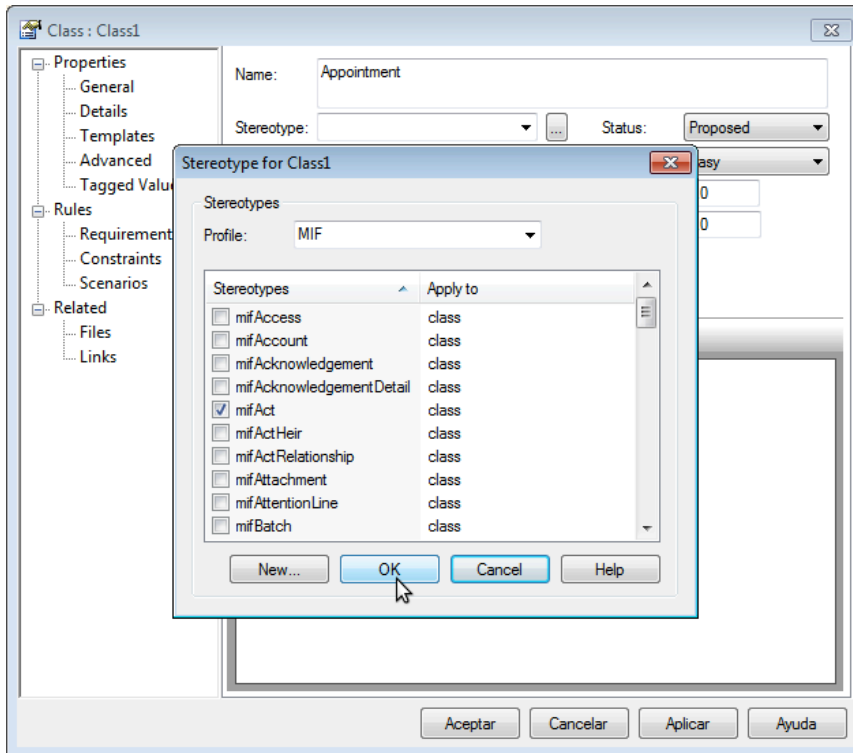 Class : Class1
Properties
General
Details
Templates
Advanced
Tagged Value
Rules
Requirement
Constraints
Scenarios
Related
Files
Links
Name: Appointment
Stereotype: ... Status: Proposed
asy
0
0
Stereotype for Class1
Stereotypes
Profile: MIF
Stereotypes Apply to
mifAccess class
mifAccount class
mifAcknowledgement class
mifAcknowledgementDetail class
mifAct class
mifActHeir class
mifActRelationship class
mifAttachment class
mifAttentionLine class
mifBatch class
New... OK Cancel Help
Aceptar Cancelar Aplicar Ayuda